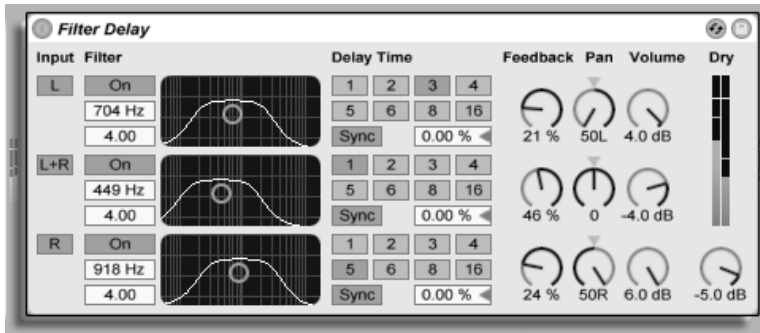 Filter Delay
Input Filter Delay Time Feedback Pan Volume Dry
L On 1 2 3 4
704 Hz 5 6 8 16
4.00 Sync 0.00 % 21 % 50L 4.0 dB
L+R On 1 2 3 4
449 Hz 5 6 8 16
4.00 Sync 0.00 % 46 % 0 -4.0 dB
R On 1 2 3 4
918 Hz 5 6 8 16
4.00 Sync 0.00 % 24 % 50R 6.0 dB -5.0 dB